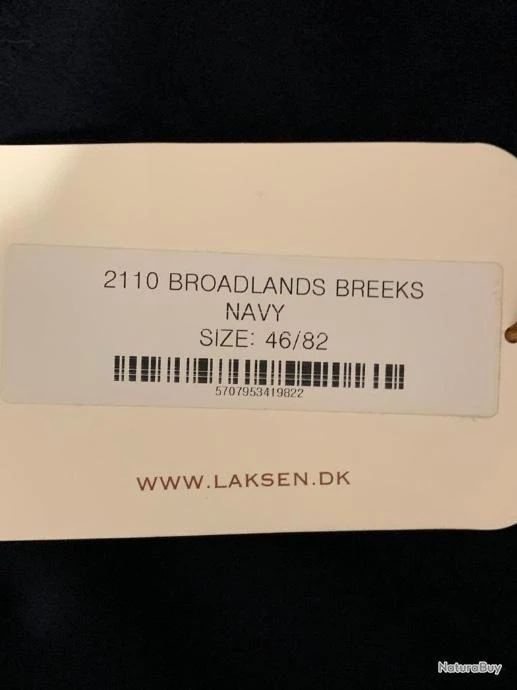 2110 BROADLANDS BREEKS
NAVY
SIZE: 46/82
5707953419822
WWW.LAKSEN.DK
NaturaBuy